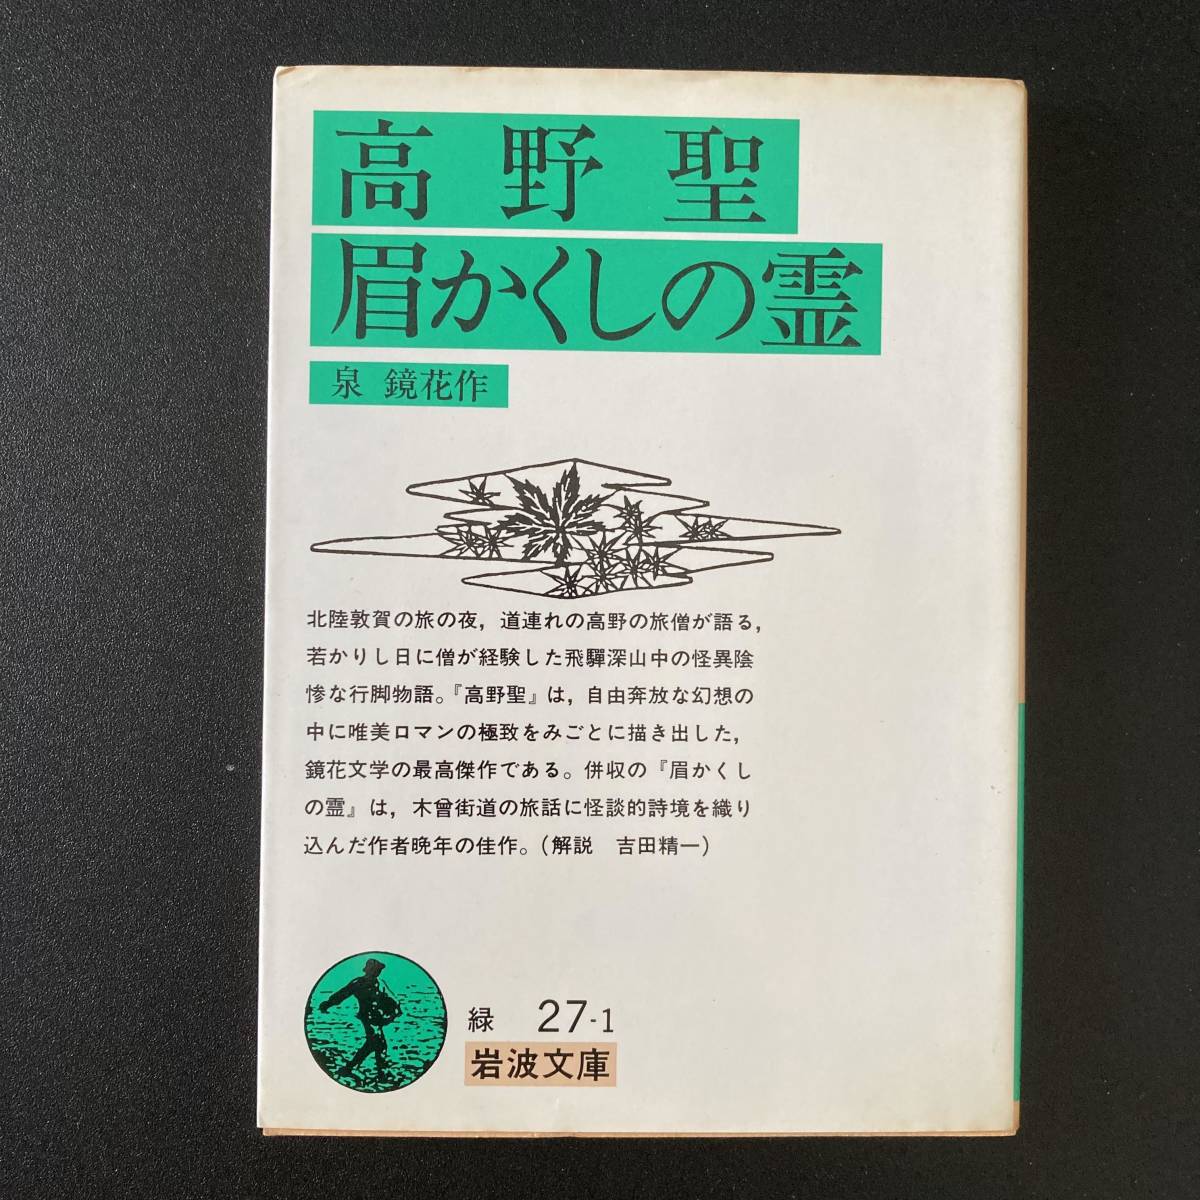 高野聖
眉かくしの霊
泉 鏡花作
北陸敦賀の旅の夜，道連れの高野の旅僧が語る，
若かりし日に僧が経験した飛驒深山中の怪異陰
惨な行脚物語。『高野聖』は，自由奔放な幻想の
中に唯美ロマンの極致をみごとに描き出した，
鏡花文学の最高傑作である。併収の『眉かくし
の霊』は，木曾街道の旅話に怪談的詩境を織り
込んだ作者晩年の佳作。（解説　吉田精一）
緑 27-1
岩波文庫